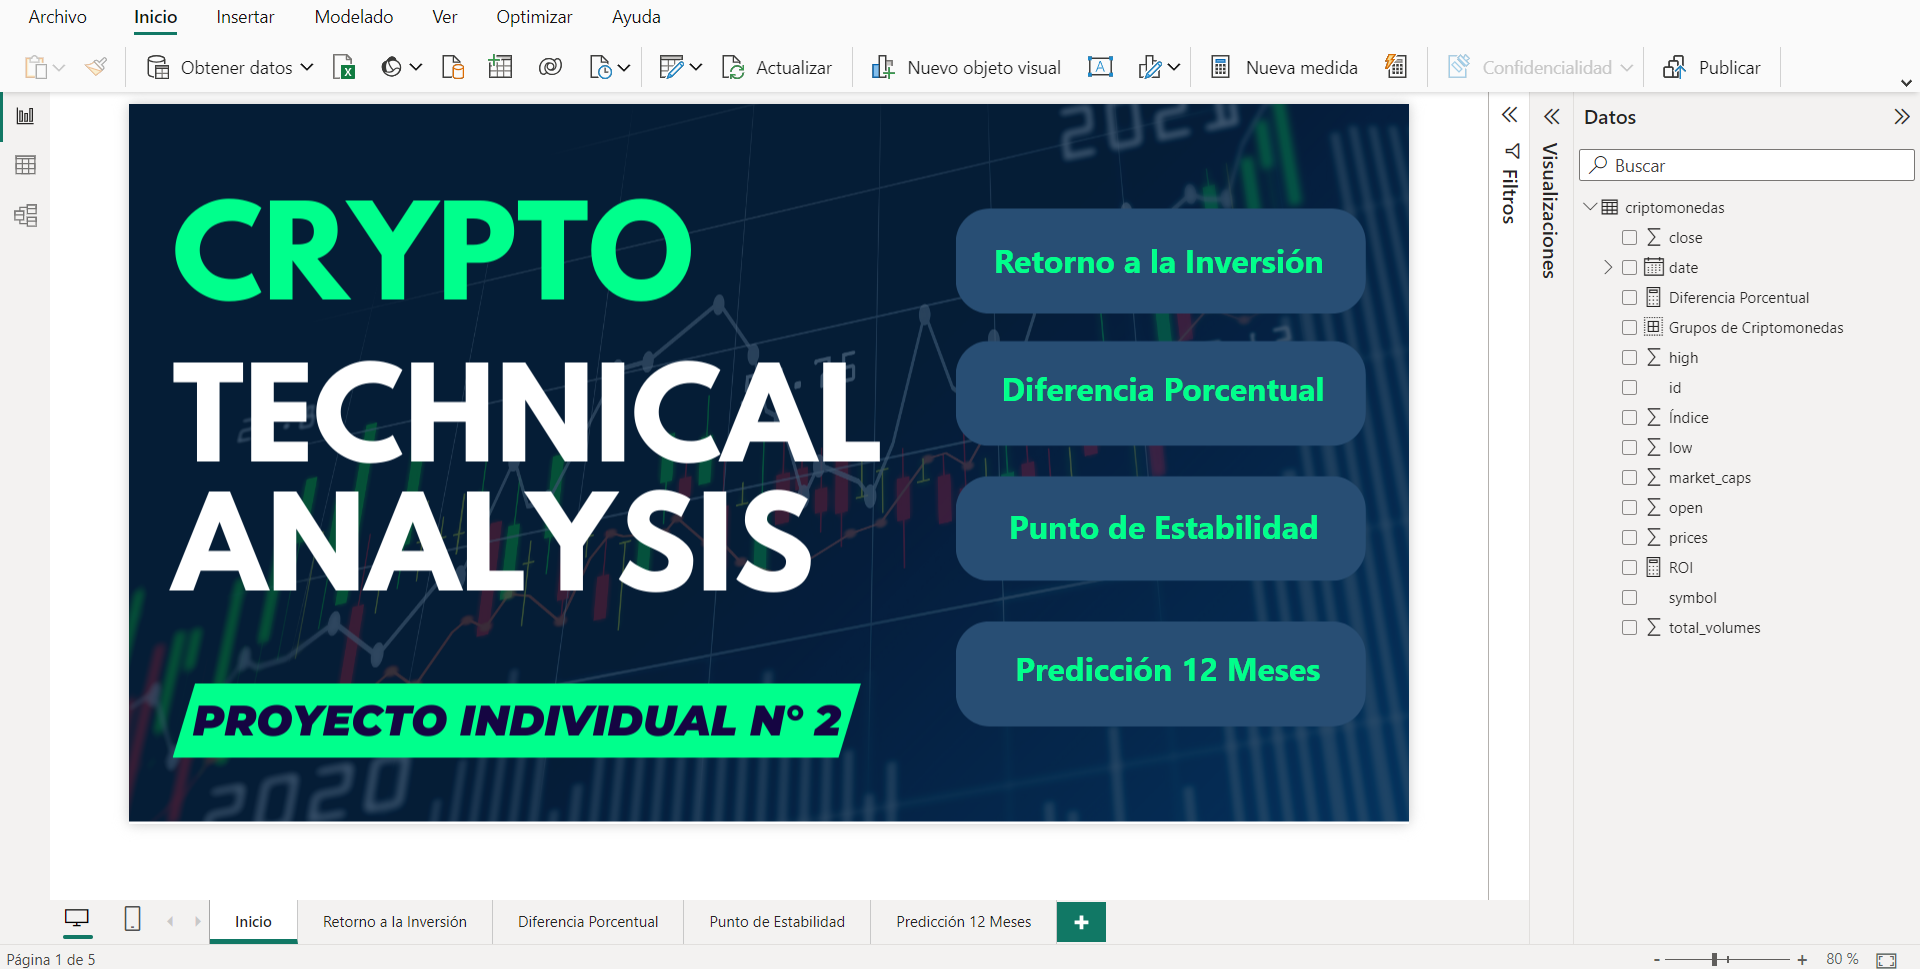 Archivo Inicio Insertar Modelado Ver Optimizar Ayuda
Obtener datos Actualizar Nuevo objeto visual Nueva medida Confidencialidad Publicar
CRYPTO
TECHNICAL
ANALYSIS
PROYECTO INDIVIDUAL N° 2
2020
2021
Retorno a la Inversión
Diferencia Porcentual
Punto de Estabilidad
Predicción 12 Meses
Filtros
Visualizaciones
Datos
Buscar
criptomonedas
close
date
Diferencia Porcentual
Grupos de Criptomonedas
high
id
Índice
low
market_caps
open
prices
ROI
symbol
total_volumes
Inicio Retorno a la Inversión Diferencia Porcentual Punto de Estabilidad Predicción 12 Meses +
Página 1 de 5
- + 80 %